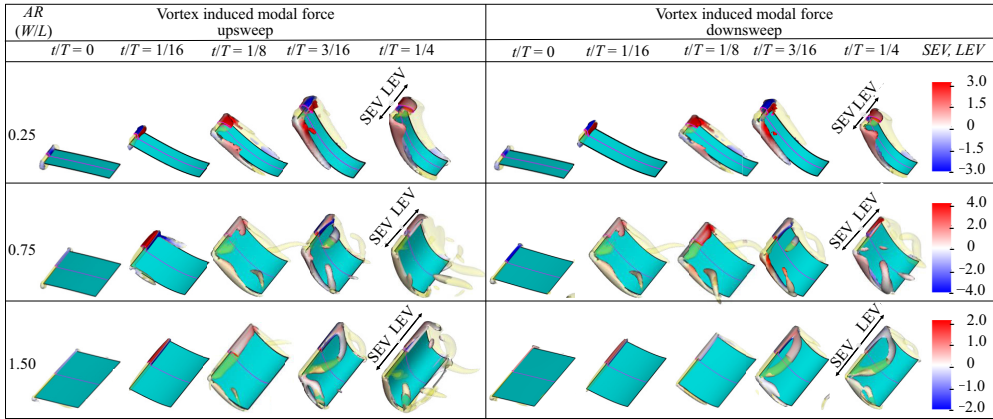 AR (W/L) Vortex induced modal force upsweep Vortex induced modal force downsweep
t/T = 0 t/T = 1/16 t/T = 1/8 t/T = 3/16 t/T = 1/4 t/T = 0 t/T = 1/16 t/T = 1/8 t/T = 3/16 t/T = 1/4 SEV, LEV
0.25 SEV LEV SEV LEV 3.0 1.5 0 −1.5 −3.0
0.75 SEV LEV SEV LEV 4.0 2.0 0 −2.0 −4.0
1.50 SEV LEV SEV LEV 2.0 1.0 0 −1.0 −2.0